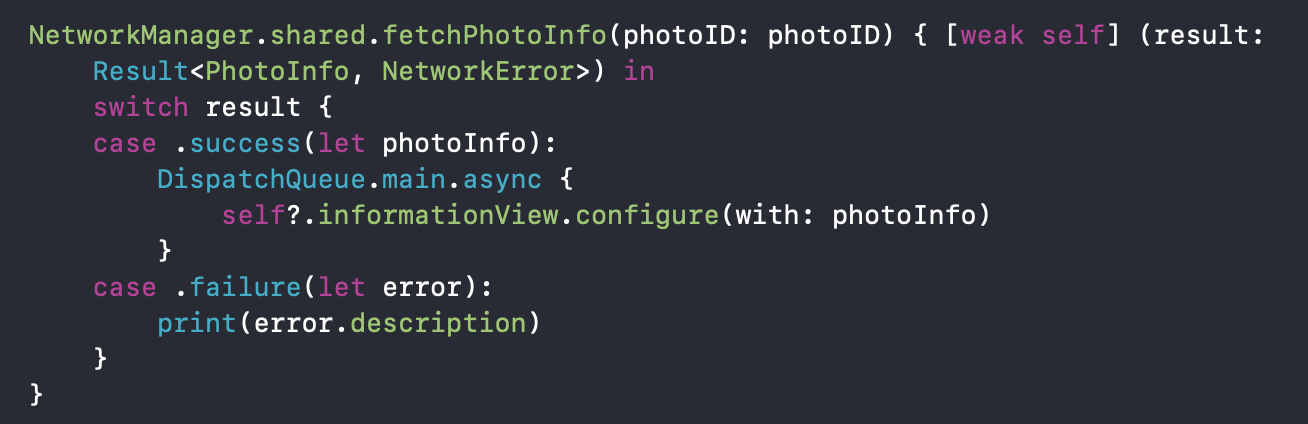 NetworkManager.shared.fetchPhotoInfo(photoID: photoID) { [weak self] (result:
    Result<PhotoInfo, NetworkError>) in
    switch result {
    case .success(let photoInfo):
        DispatchQueue.main.async {
            self?.informationView.configure(with: photoInfo)
        }
    case .failure(let error):
        print(error.description)
    }
}